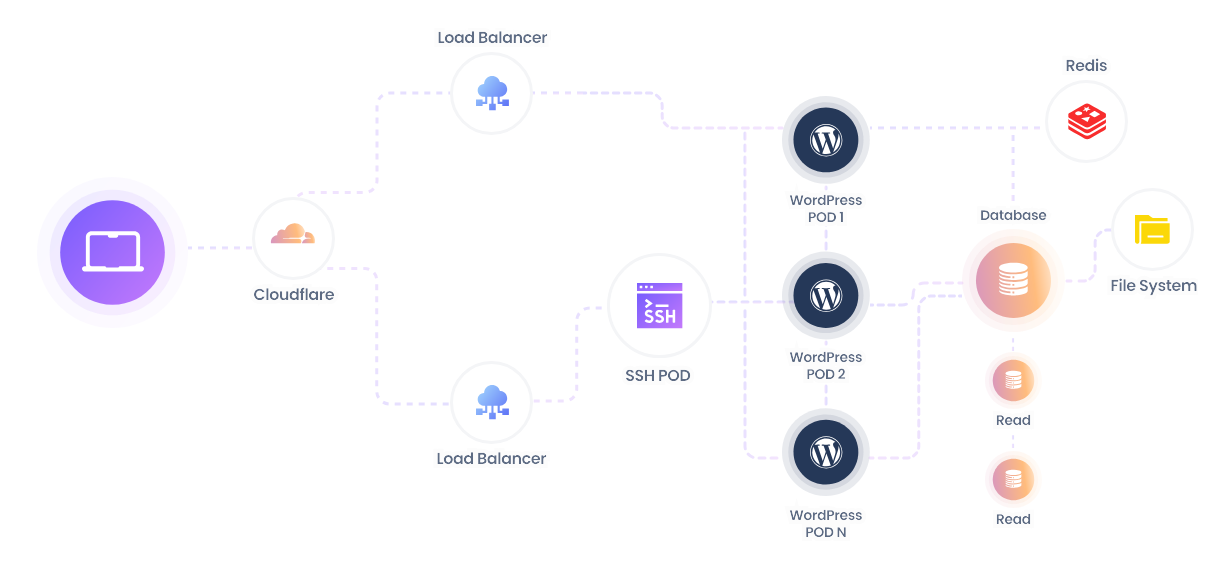 Load Balancer
Redis
WordPress
POD 1
Database
Cloudflare
File System
SSH
SSH POD
WordPress
POD 2
Read
Load Balancer
WordPress
POD N
Read